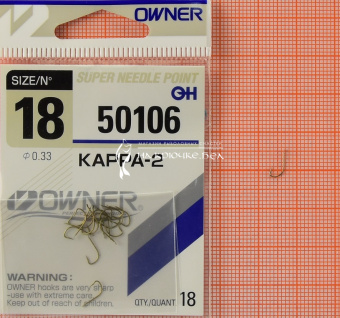 OWNER
SIZE/N°
SUPER NEEDLE POINT
18
50106
Φ0.33
KAPPA-2
OWNER
WARNING:
OWNER hooks are very sharp
-use with extreme care.
Keep out of reach of children.
QTY./QUANT 18